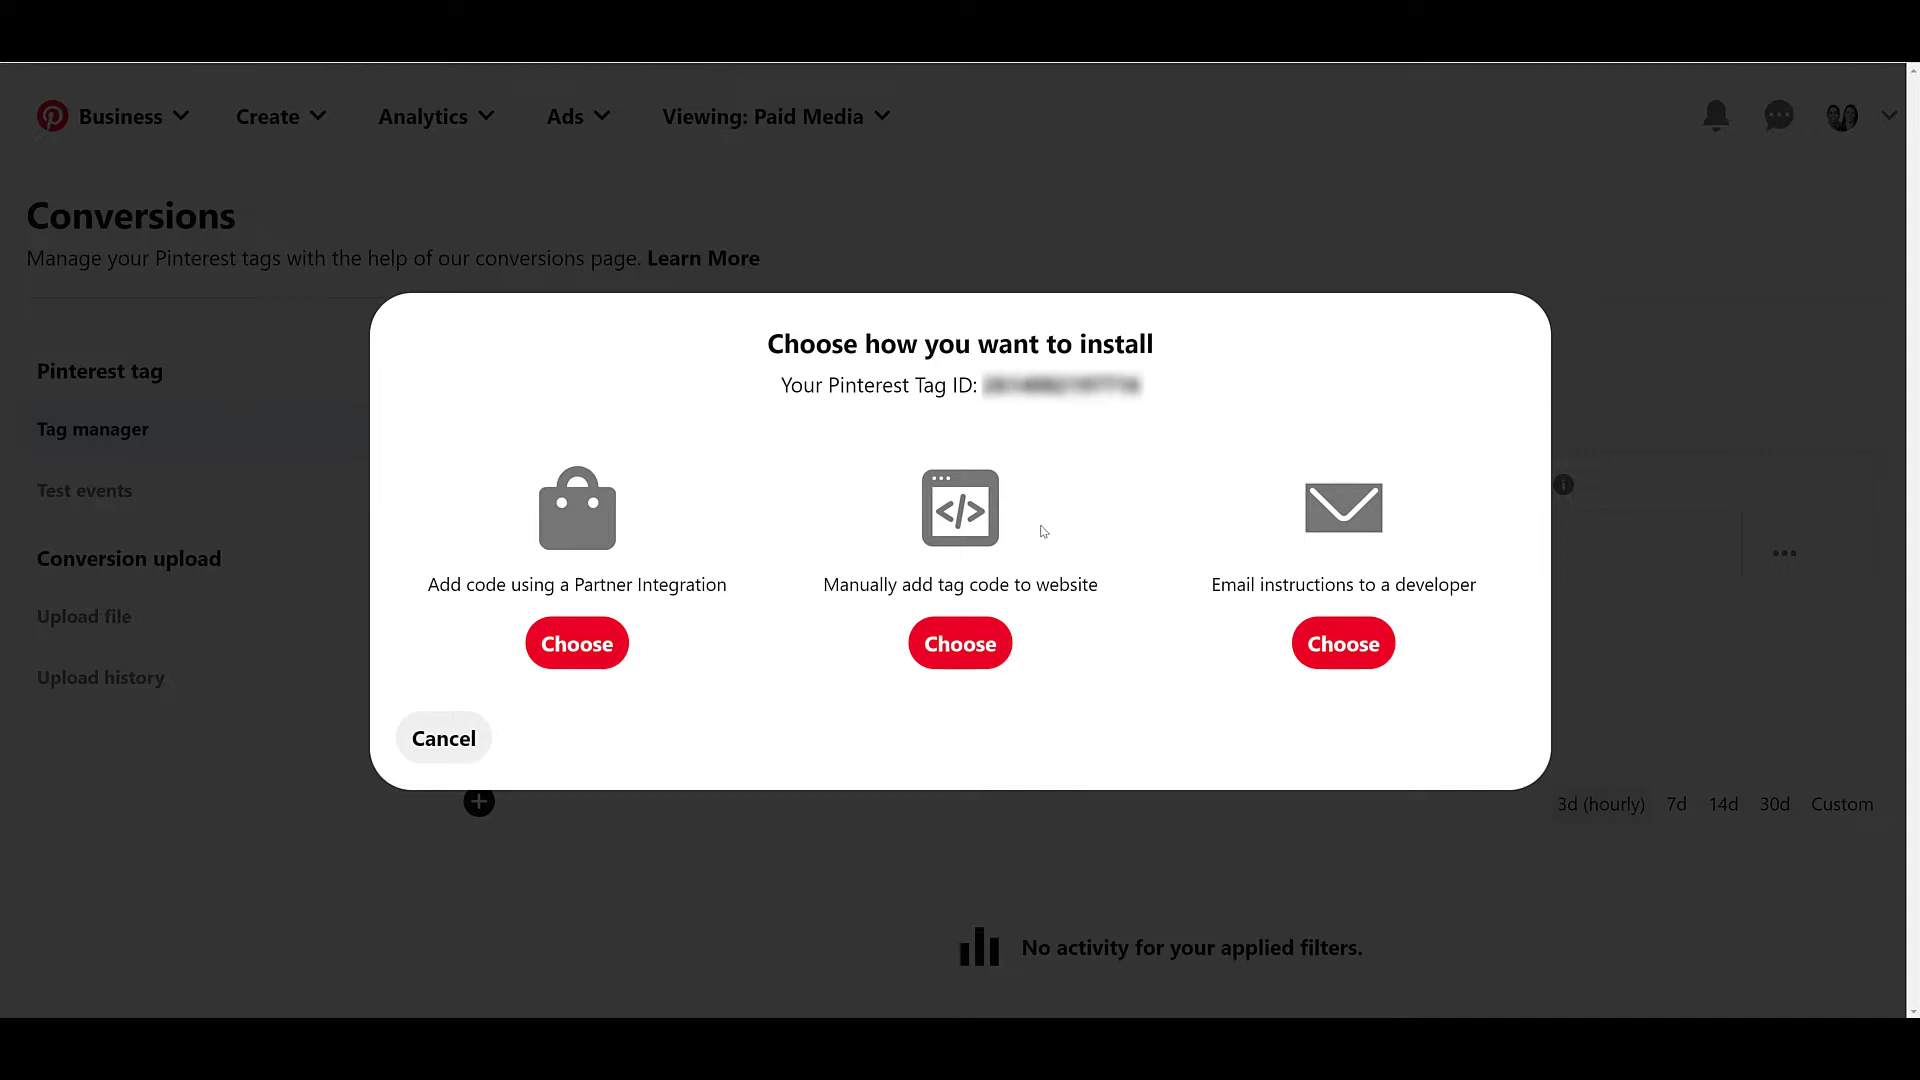 Business
Create
Analytics
Ads
Viewing: Paid Media
Conversions
Manage your Pinterest tags with the help of our conversions page. Learn More
Choose how you want to install
Your Pinterest Tag ID:
Pinterest tag
Tag manager
Test events
Conversion upload
Upload file
Upload history
</>
Add code using a Partner Integration
Manually add tag code to website
Email instructions to a developer
Choose
Choose
Choose
Cancel
3d (hourly)
7d
14d
30d
Custom
No activity for your applied filters.